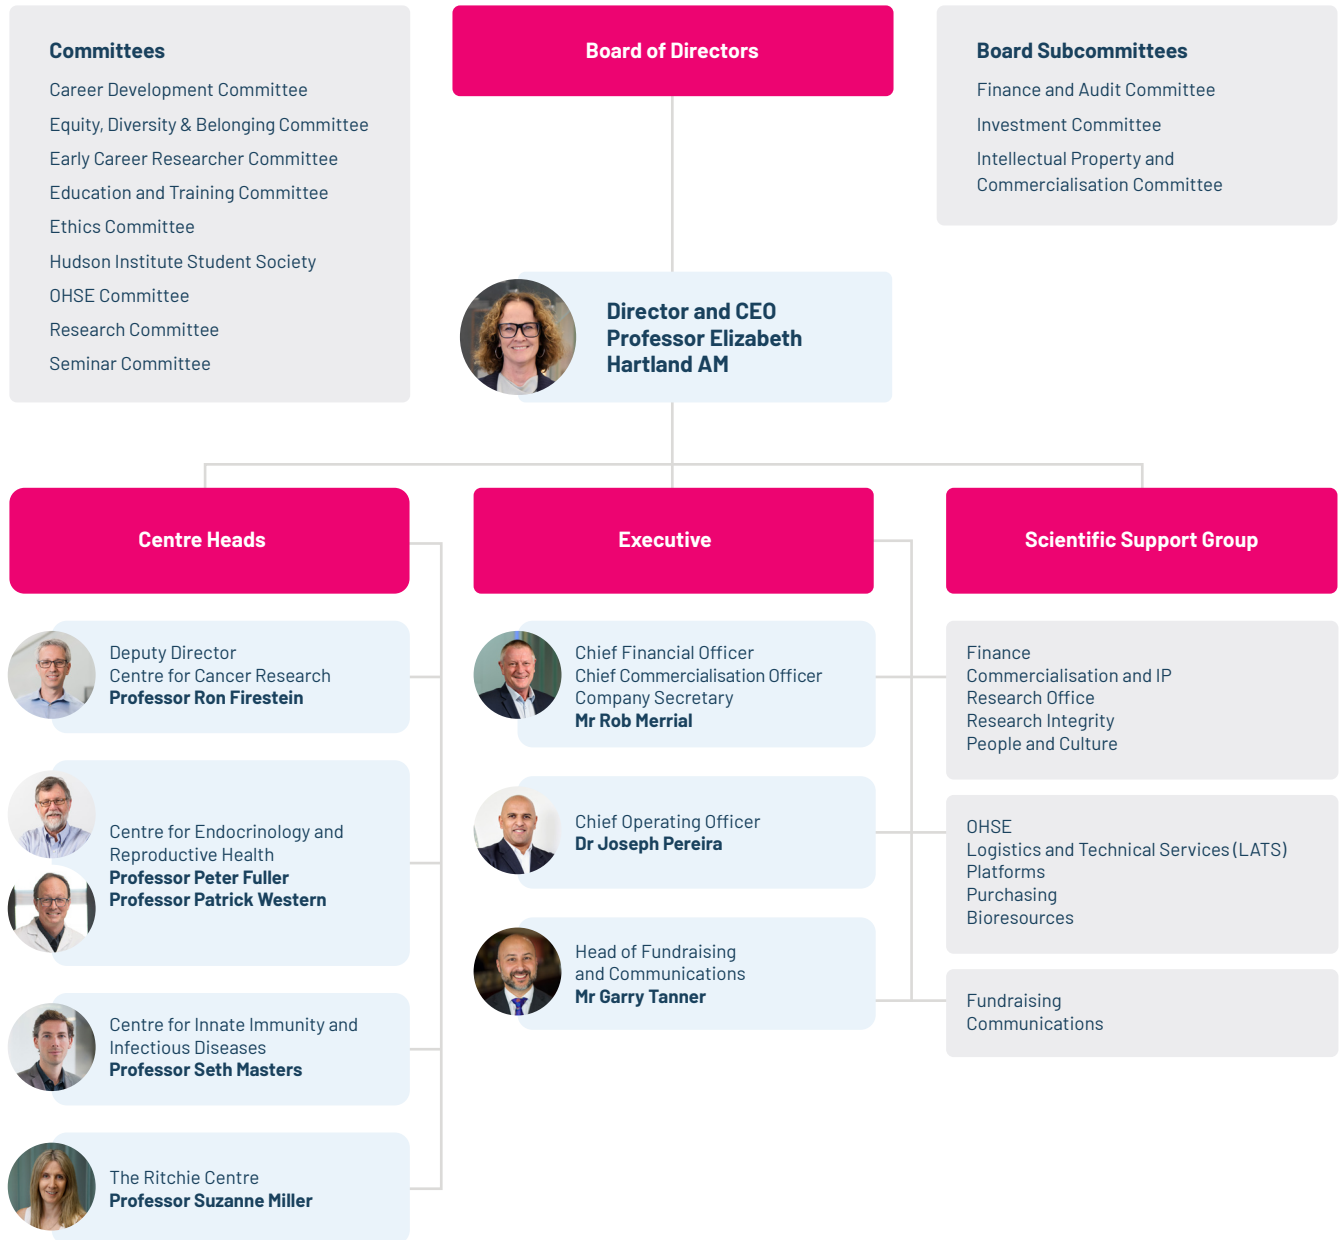 Committees
Career Development Committee
Equity, Diversity & Belonging Committee
Early Career Researcher Committee
Education and Training Committee
Ethics Committee
Hudson Institute Student Society
OHSE Committee
Research Committee
Seminar Committee
Board of Directors
Board Subcommittees
Finance and Audit Committee
Investment Committee
Intellectual Property and
Commercialisation Committee
Director and CEO
Professor Elizabeth
Hartland AM
Centre Heads
Deputy Director
Centre for Cancer Research
Professor Ron Firestein
Centre for Endocrinology and
Reproductive Health
Professor Peter Fuller
Professor Patrick Western
Centre for Innate Immunity and
Infectious Diseases
Professor Seth Masters
The Ritchie Centre
Professor Suzanne Miller
Executive
Chief Financial Officer
Chief Commercialisation Officer
Company Secretary
Mr Rob Merrial
Chief Operating Officer
Dr Joseph Pereira
Head of Fundraising
and Communications
Mr Garry Tanner
Scientific Support Group
Finance
Commercialisation and IP
Research Office
Research Integrity
People and Culture
OHSE
Logistics and Technical Services (LATS)
Platforms
Purchasing
Bioresources
Fundraising
Communications